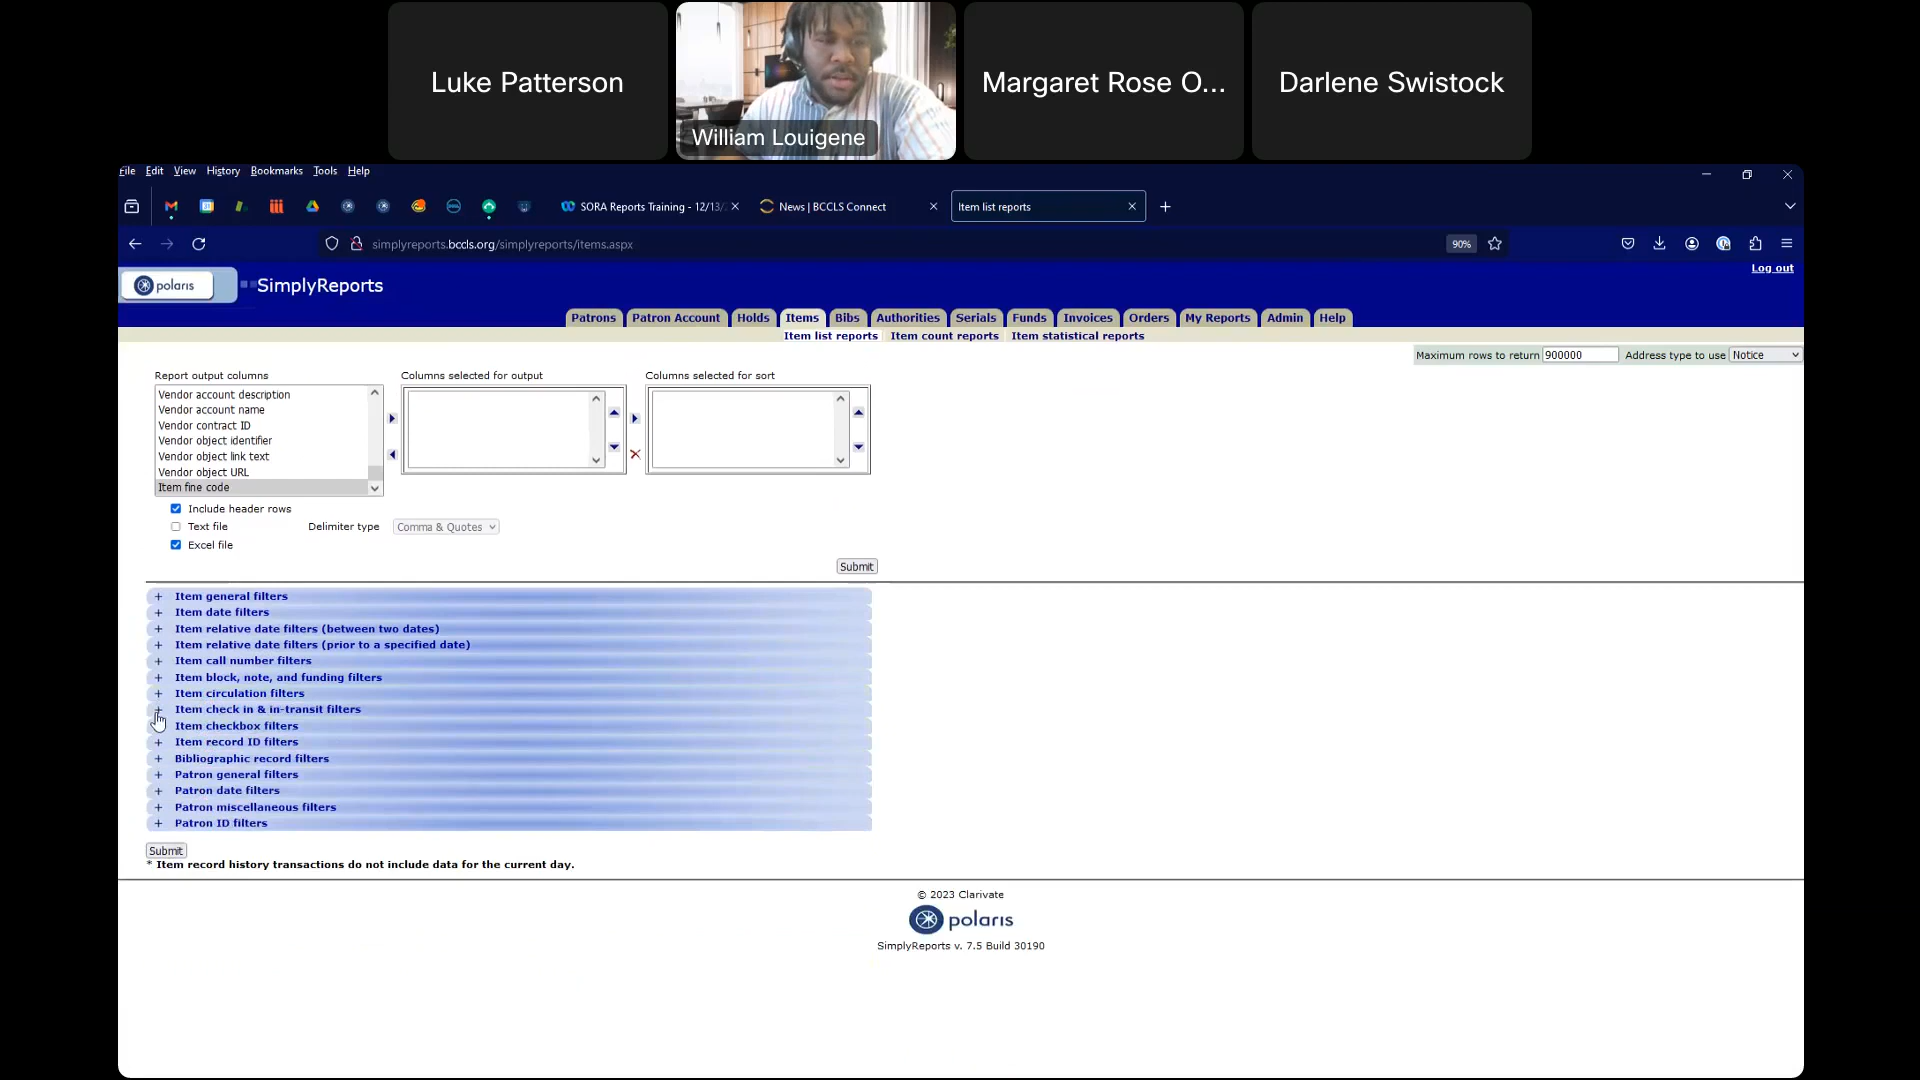 Luke Patterson
William Louigene
Margaret Rose O...
Darlene Swistock
File Edit View History Bookmarks Tools Help
SORA Reports Training - 12/13/
News | BCCLS Connect
Item list reports
simplyreports.bccls.org/simplyreports/items.aspx
90%
Log out
polaris
SimplyReports
Patrons Patron Account Holds Items Bibs Authorities Serials Funds Invoices Orders My Reports Admin Help
Item list reports Item count reports Item statistical reports
Maximum rows to return 900000 Address type to use Notice
Report output columns
Columns selected for output
Columns selected for sort
Vendor account description
Vendor account name
Vendor contract ID
Vendor object identifier
Vendor object link text
Vendor object URL
Item fine code
Include header rows
Text file Delimiter type Comma & Quotes
Excel file
Submit
+ Item general filters
+ Item date filters
+ Item relative date filters (between two dates)
+ Item relative date filters (prior to a specified date)
+ Item call number filters
+ Item block, note, and funding filters
+ Item circulation filters
+ Item check in & in-transit filters
Item checkbox filters
+ Item record ID filters
+ Bibliographic record filters
+ Patron general filters
+ Patron date filters
+ Patron miscellaneous filters
+ Patron ID filters
Submit
* Item record history transactions do not include data for the current day.
© 2023 Clarivate
polaris
SimplyReports v. 7.5 Build 30190